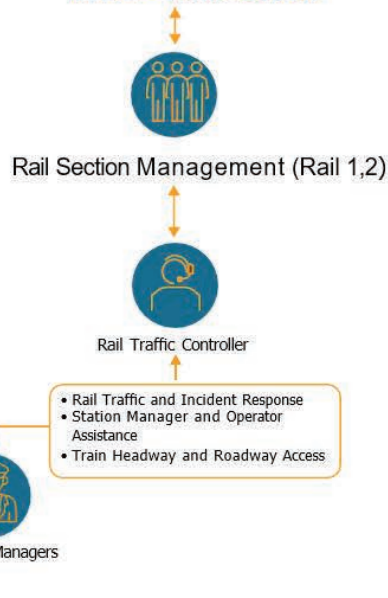 Rail Section Management (Rail 1,2)
Rail Traffic Controller
• Rail Traffic and Incident Response
• Station Manager and Operator
Assistance
• Train Headway and Roadway Access